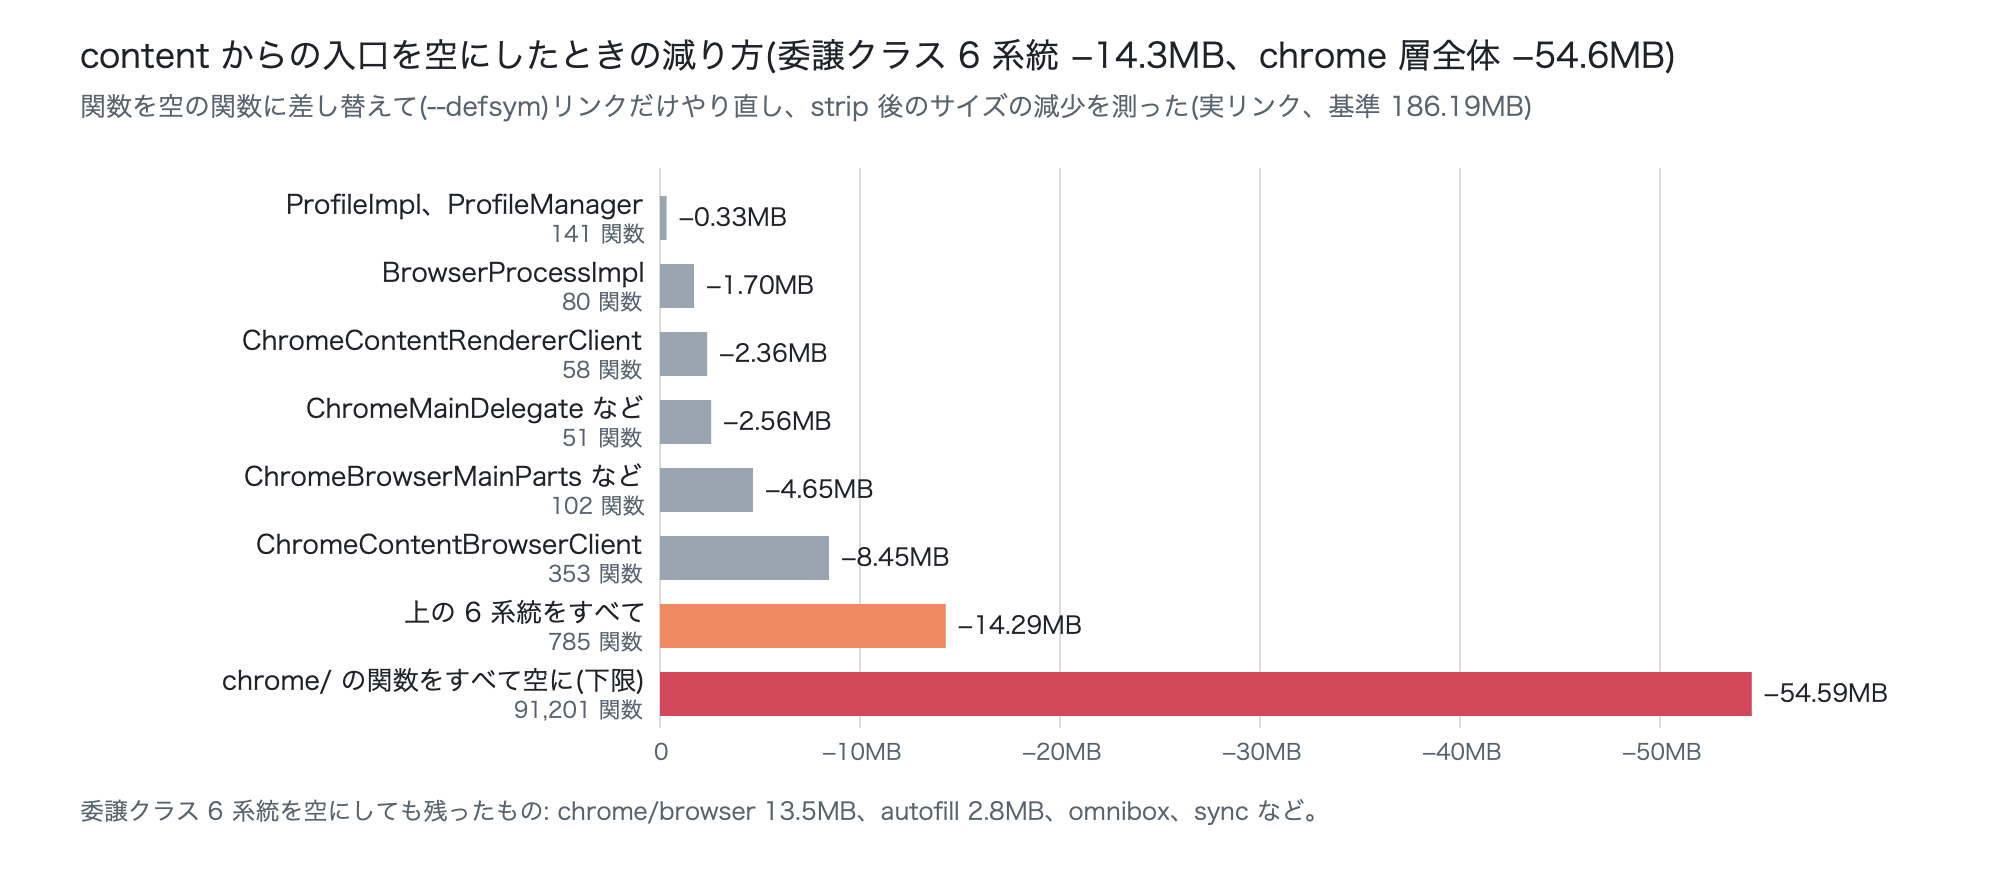 content からの入口を空にしたときの減り方(委譲クラス 6 系統 −14.3MB、chrome 層全体 −54.6MB)
関数を空の関数に差し替えて(--defsym)リンクだけやり直し、strip 後のサイズの減少を測った(実リンク、基準 186.19MB)
ProfileImpl、ProfileManager
141 関数
−0.33MB
BrowserProcessImpl
80 関数
−1.70MB
ChromeContentRendererClient
58 関数
−2.36MB
ChromeMainDelegate など
51 関数
−2.56MB
ChromeBrowserMainParts など
102 関数
−4.65MB
ChromeContentBrowserClient
353 関数
−8.45MB
上の 6 系統をすべて
785 関数
−14.29MB
chrome/ の関数をすべて空に(下限)
91,201 関数
−54.59MB
0 −10MB −20MB −30MB −40MB −50MB
委譲クラス 6 系統を空にしても残ったもの: chrome/browser 13.5MB、autofill 2.8MB、omnibox、sync など。